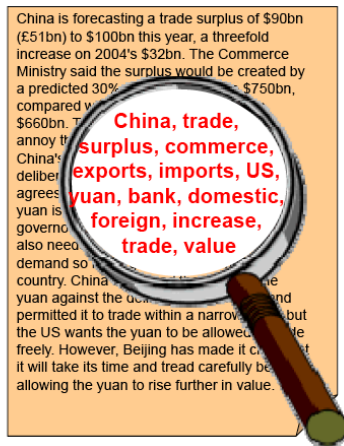 China is forecasting a trade surplus of $90bn
(£51bn) to $100bn this year, a threefold
increase on 2004's $32bn. The Commerce
Ministry said the surplus would be created by
a predicted 30% $750bn,
compared
$660bn.
annoy
China's
deliber
agrees
yuan is
governo
also need
demand so
country. China
yuan against the and
permitted it to trade within a narrow but
the US wants the yuan to be allowed
freely. However, Beijing has made it
it will take its time and tread carefully be
allowing the yuan to rise further in value.
China, trade,
surplus, commerce,
exports, imports, US,
yuan, bank, domestic,
foreign, increase,
trade, value